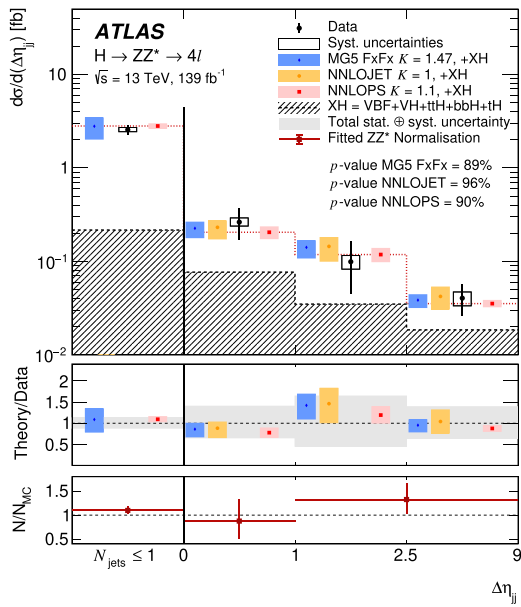 dσ/d(Δη_jj) [fb]
ATLAS
H → ZZ* → 4l
√s = 13 TeV, 139 fb⁻¹
Data
Syst. uncertainties
MG5 FxFx K = 1.47, +XH
NNLOJET K = 1, +XH
NNLOPS K = 1.1, +XH
XH = VBF+VH+ttH+bbH+tH
Total stat. ⊕ syst. uncertainty
Fitted ZZ* Normalisation
p-value MG5 FxFx = 89%
p-value NNLOJET = 96%
p-value NNLOPS = 90%
10
1
10⁻¹
10⁻²
Theory/Data
2
1.5
1
0.5
N/N_MC
1.5
1
0.5
N_jets ≤ 1 0 1 2.5 9
Δη_jj